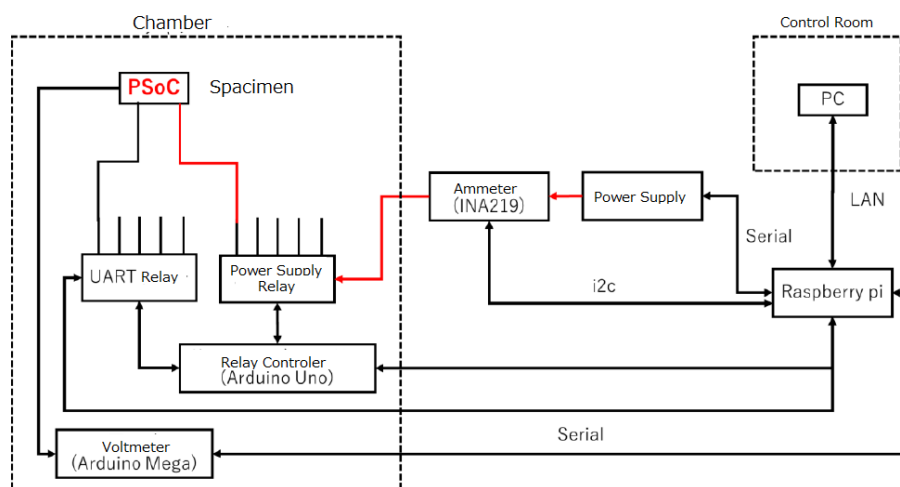 Chamber
Control Room
PSoC
Spacimen
PC
Ammeter
(INA219)
Power Supply
LAN
Serial
UART Relay
Power Supply
Relay
i2c
Raspberry pi
Relay Controler
(Arduino Uno)
Serial
Voltmeter
(Arduino Mega)